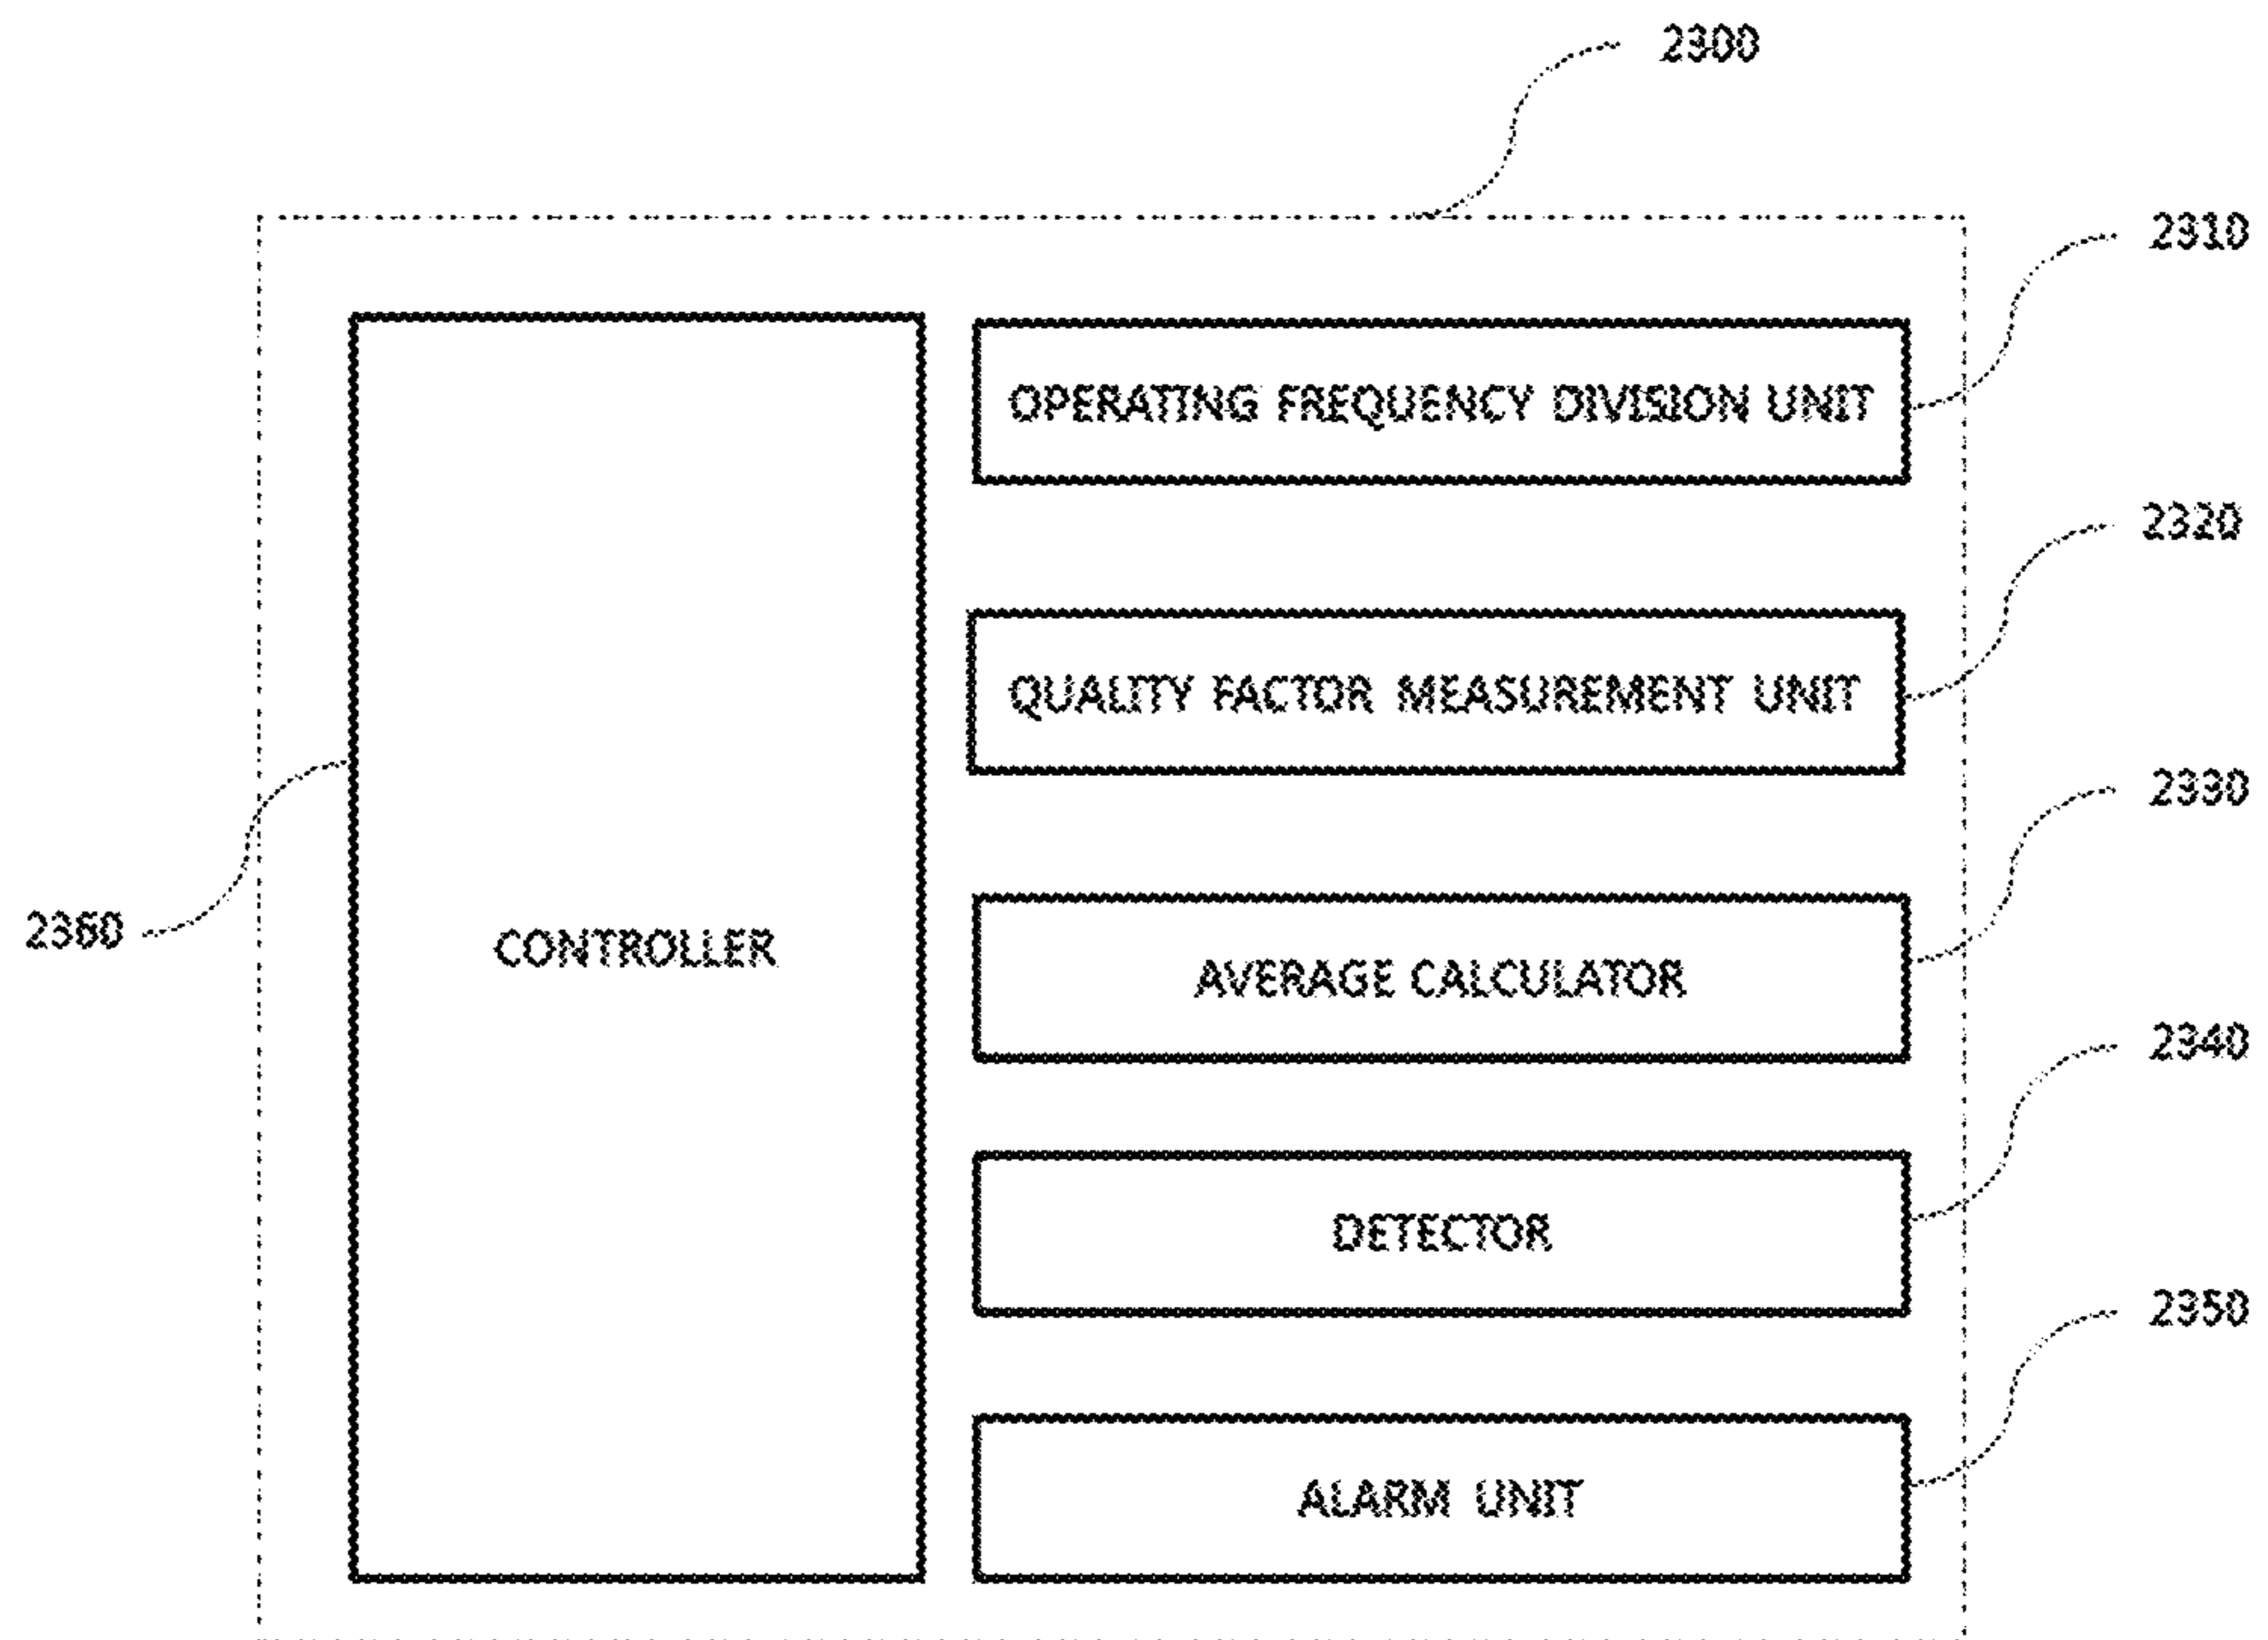 2300
2310
OPERATING FREQUENCY DIVISION UNIT
2320
QUALITY FACTOR MEASUREMENT UNIT
2330
2360
CONTROLLER
AVERAGE CALCULATOR
2340
DETECTOR
2350
ALARM UNIT